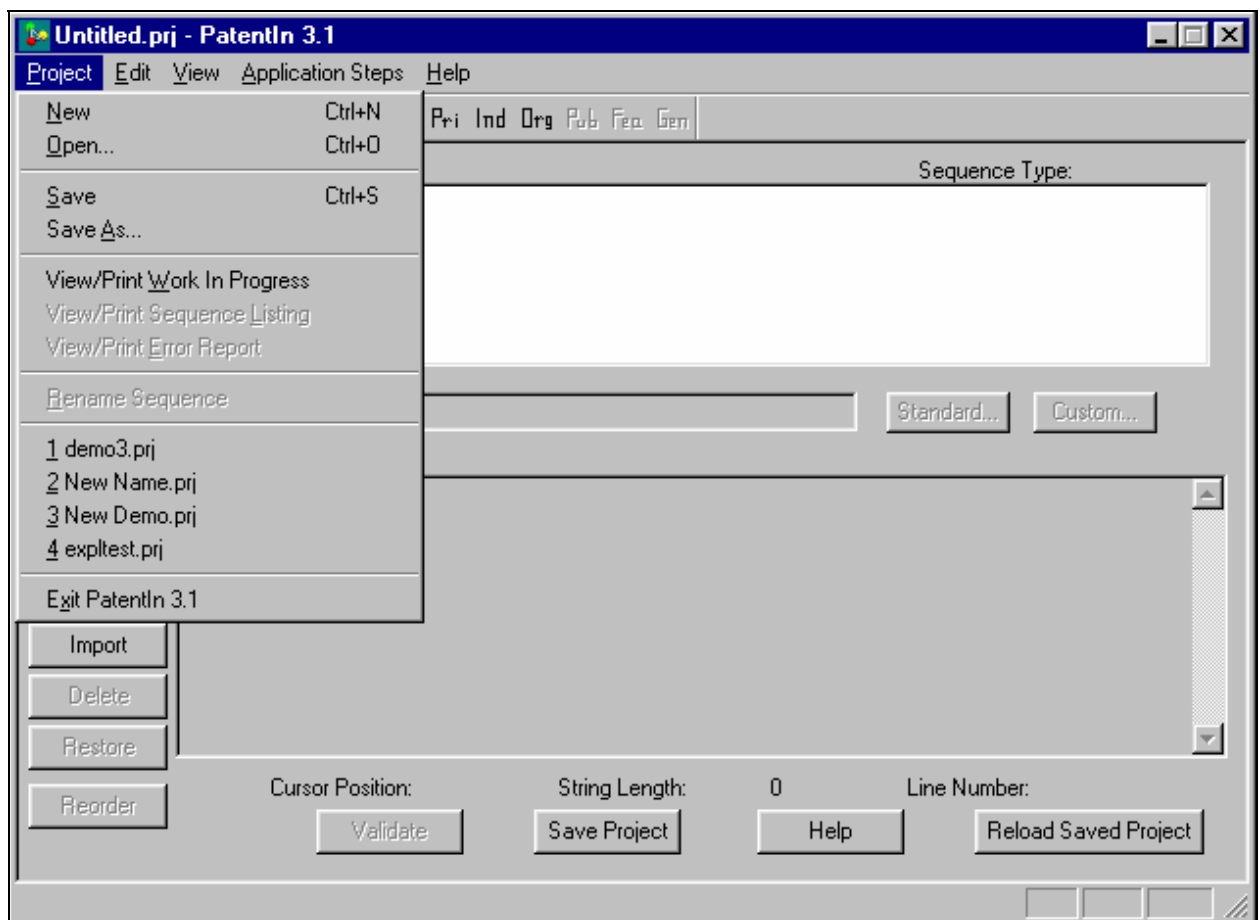 Untitled.prj - PatentIn 3.1
Project Edit View Application Steps Help
New Ctrl+N
Open... Ctrl+O
Save Ctrl+S
Save As...
View/Print Work In Progress
View/Print Sequence Listing
View/Print Error Report
Rename Sequence
1 demo3.prj
2 New Name.prj
3 New Demo.prj
4 expltest.prj
Exit PatentIn 3.1
Pri Ind Org Pub Fea Gen
Sequence Type:
Standard... Custom...
Import
Delete
Restore
Reorder
Cursor Position: String Length: 0 Line Number:
Validate Save Project Help Reload Saved Project